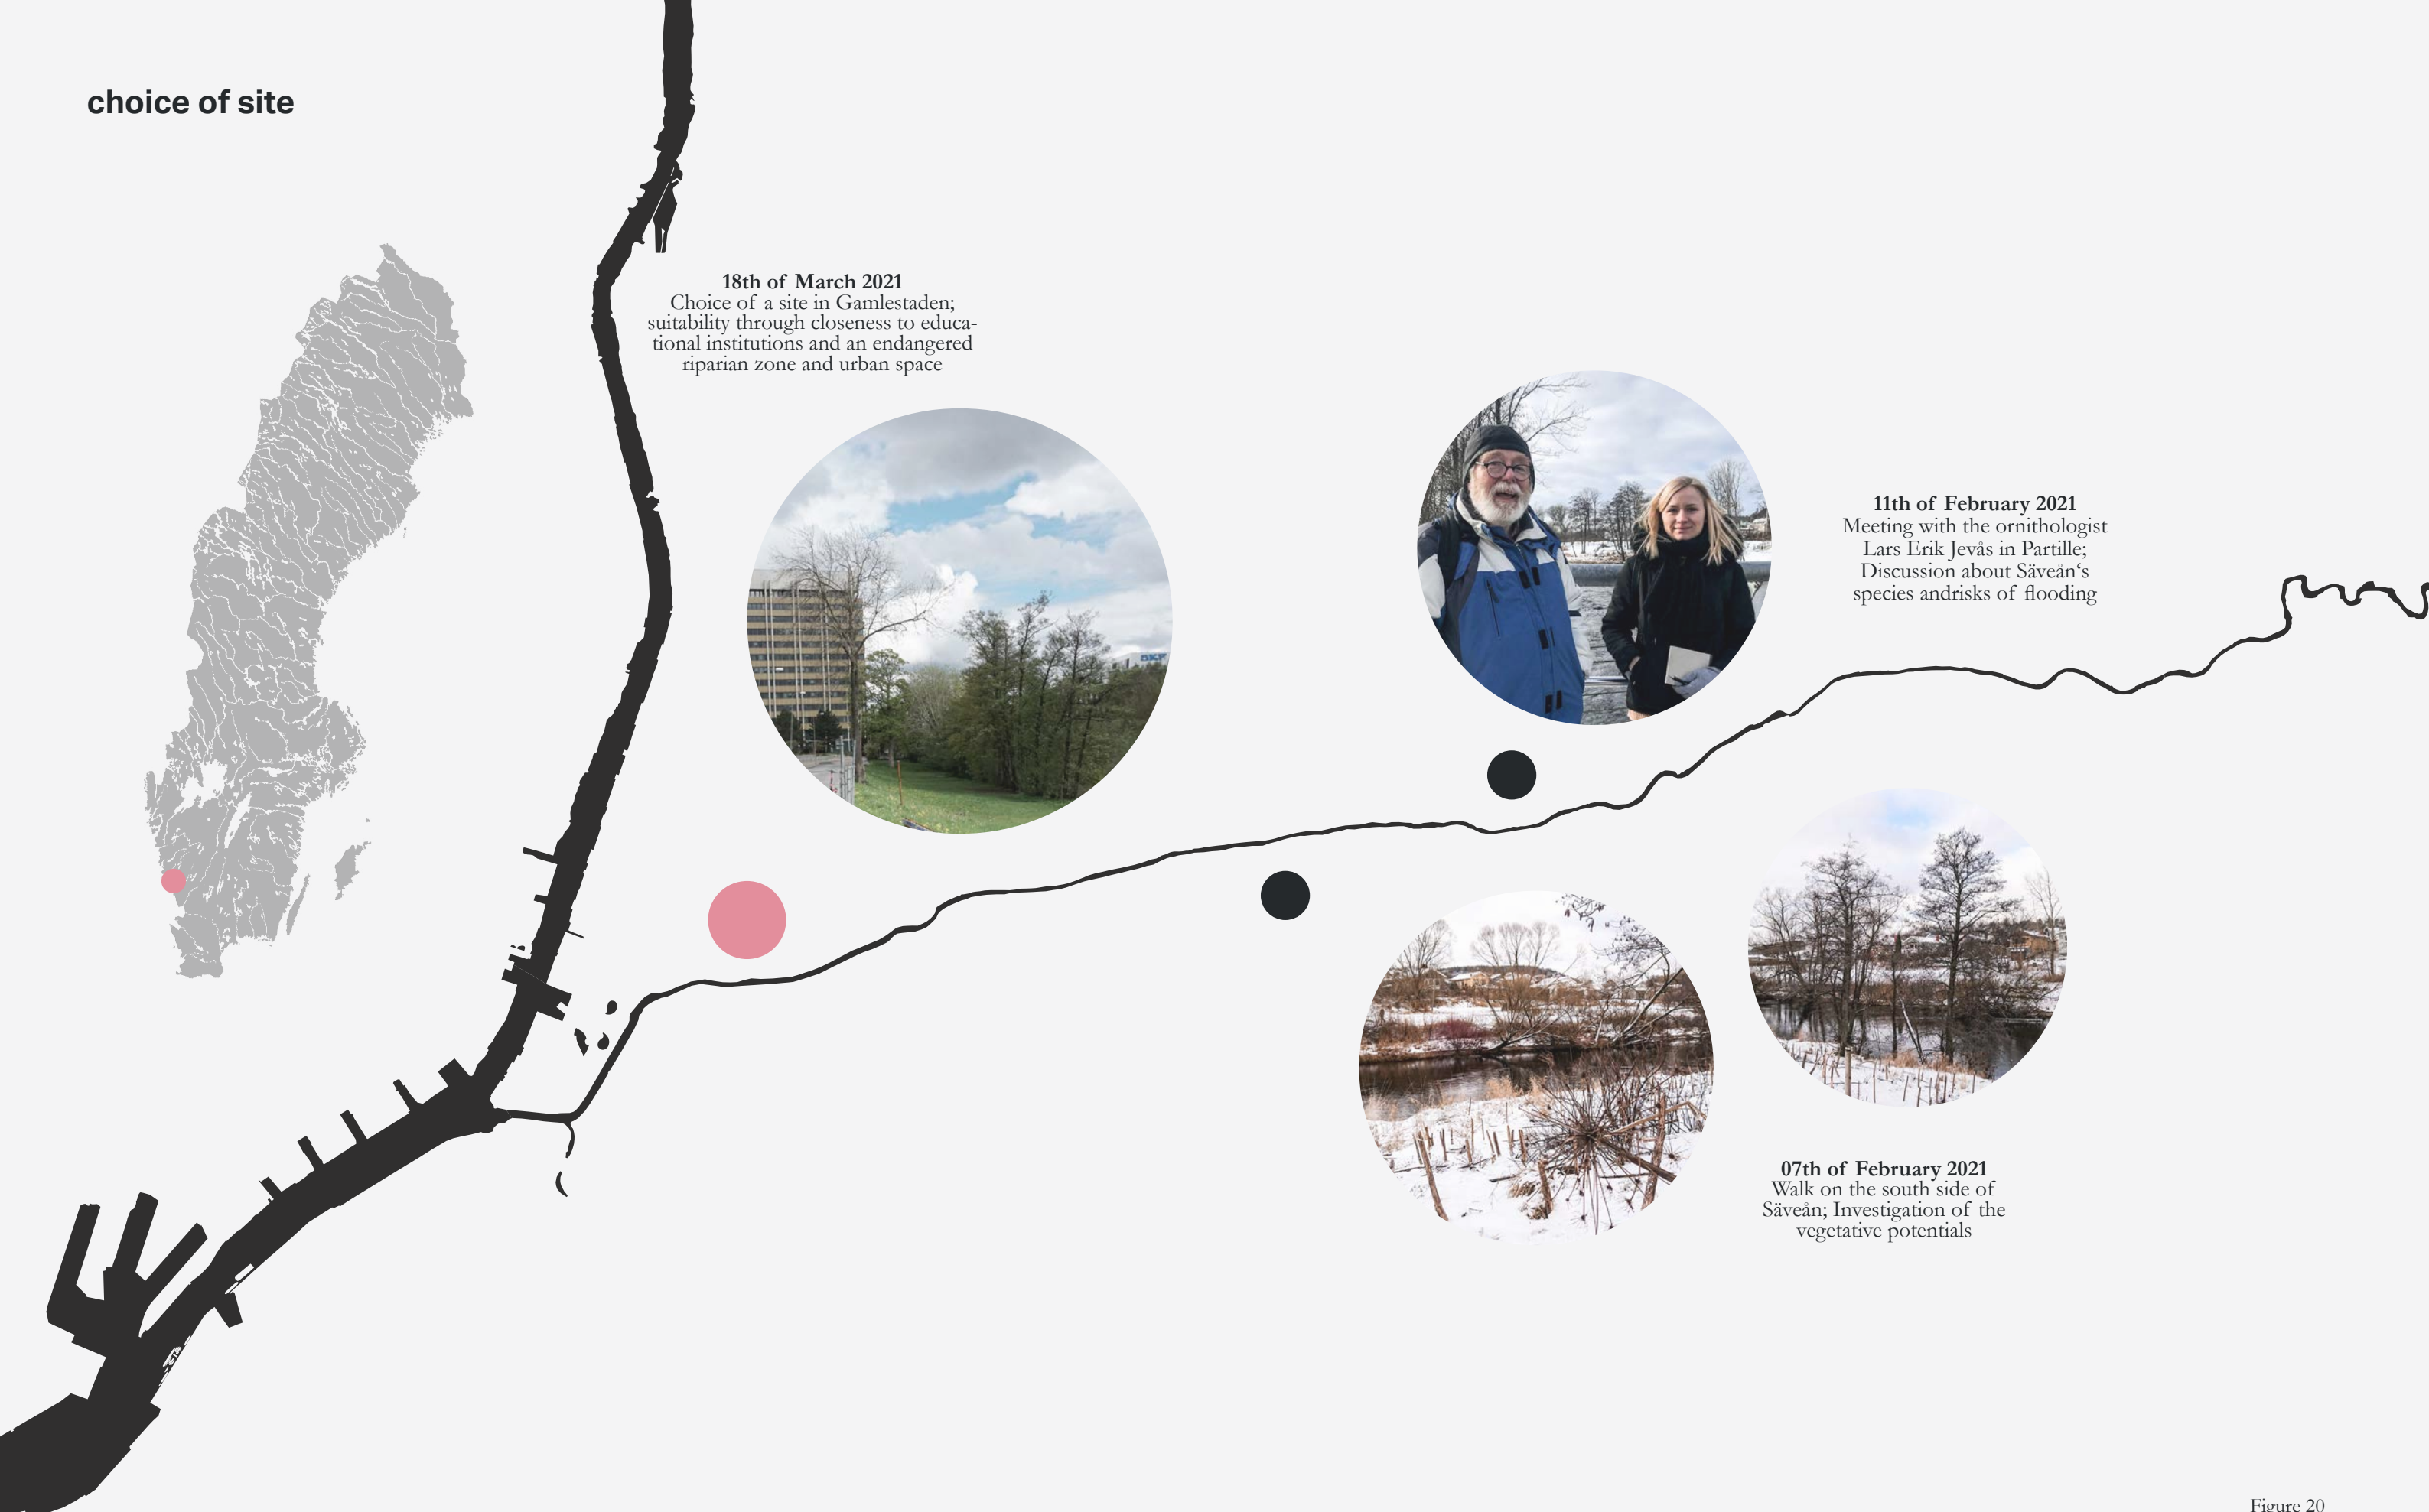 choice of site
18th of March 2021
Choice of a site in Gamlestaden;
suitability through closeness to educa-
tional institutions and an endangered
riparian zone and urban space
SKF
11th of February 2021
Meeting with the ornithologist
Lars Erik Jevås in Partille;
Discussion about Säveån‘s
species andrisks of flooding
07th of February 2021
Walk on the south side of
Säveån; Investigation of the
vegetative potentials
Figure 20